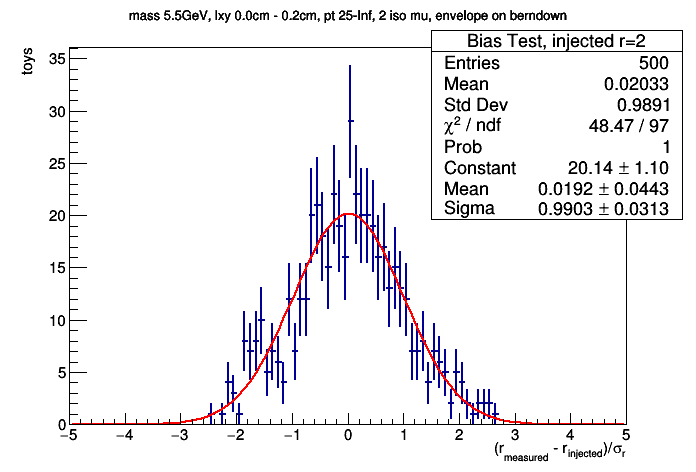 mass 5.5GeV, lxy 0.0cm - 0.2cm, pt 25-Inf, 2 iso mu, envelope on berndown
Bias Test, injected r=2
Entries 500
Mean 0.02033
Std Dev 0.9891
χ² / ndf 48.47 / 97
Prob 1
Constant 20.14 ± 1.10
Mean 0.0192 ± 0.0443
Sigma 0.9903 ± 0.0313
toys
35
30
25
20
15
10
5
0
−5 −4 −3 −2 −1 0 1 2 3 4 5
(r_measured - r_injected)/σ_r